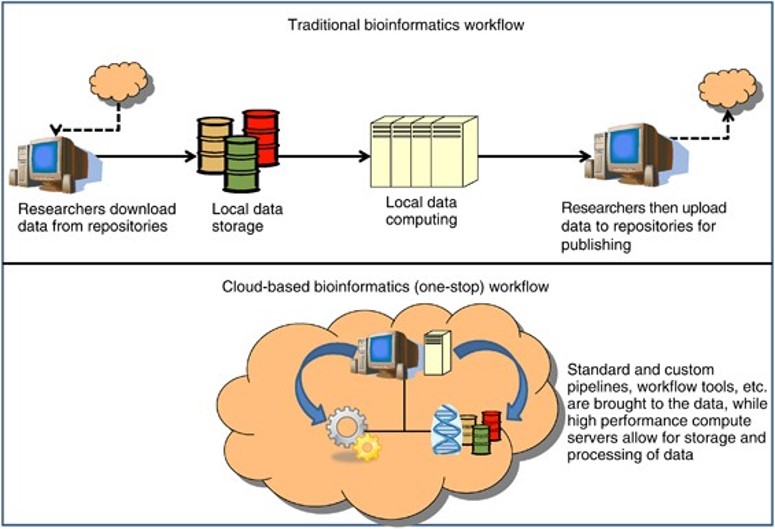 Traditional bioinformatics workflow
Researchers download
data from repositories
Local data
storage
Local data
computing
Researchers then upload
data to repositories for
publishing
Cloud-based bioinformatics (one-stop) workflow
Standard and custom
pipelines, workflow tools, etc.
are brought to the data, while
high performance compute
servers allow for storage and
processing of data